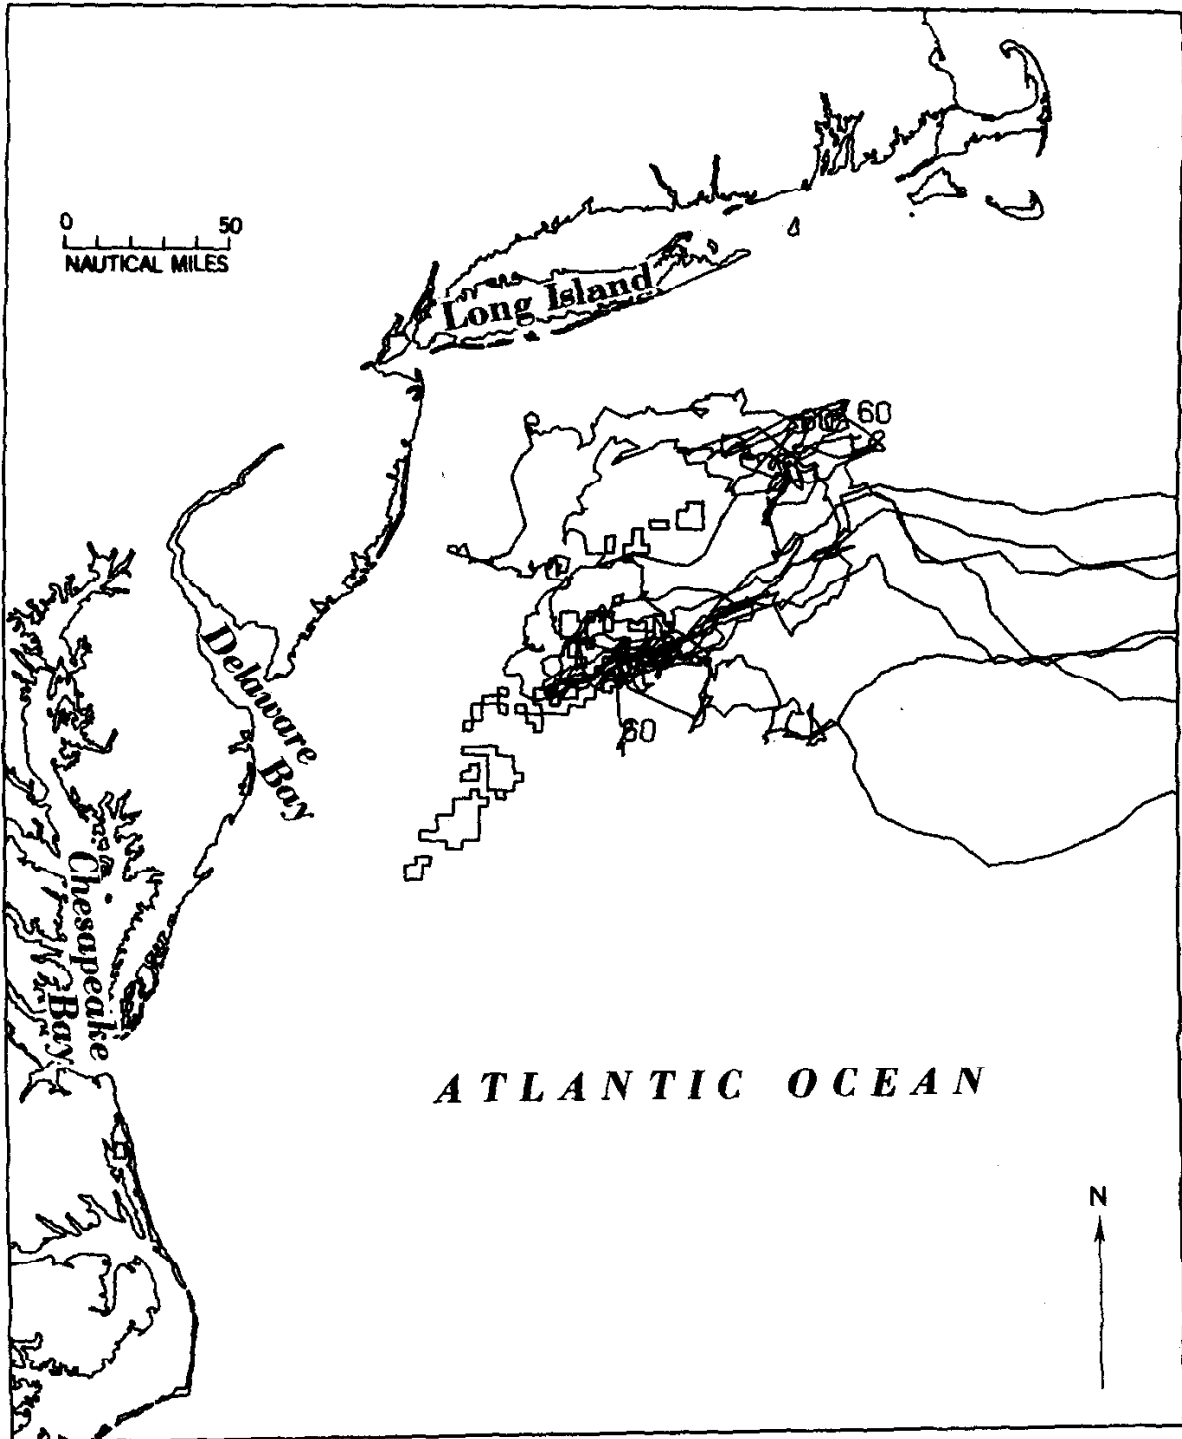 0 50
NAUTICAL MILES
Long Island
60
Delaware
Bay
60
Chesapeake
Bay
ATLANTIC OCEAN
N